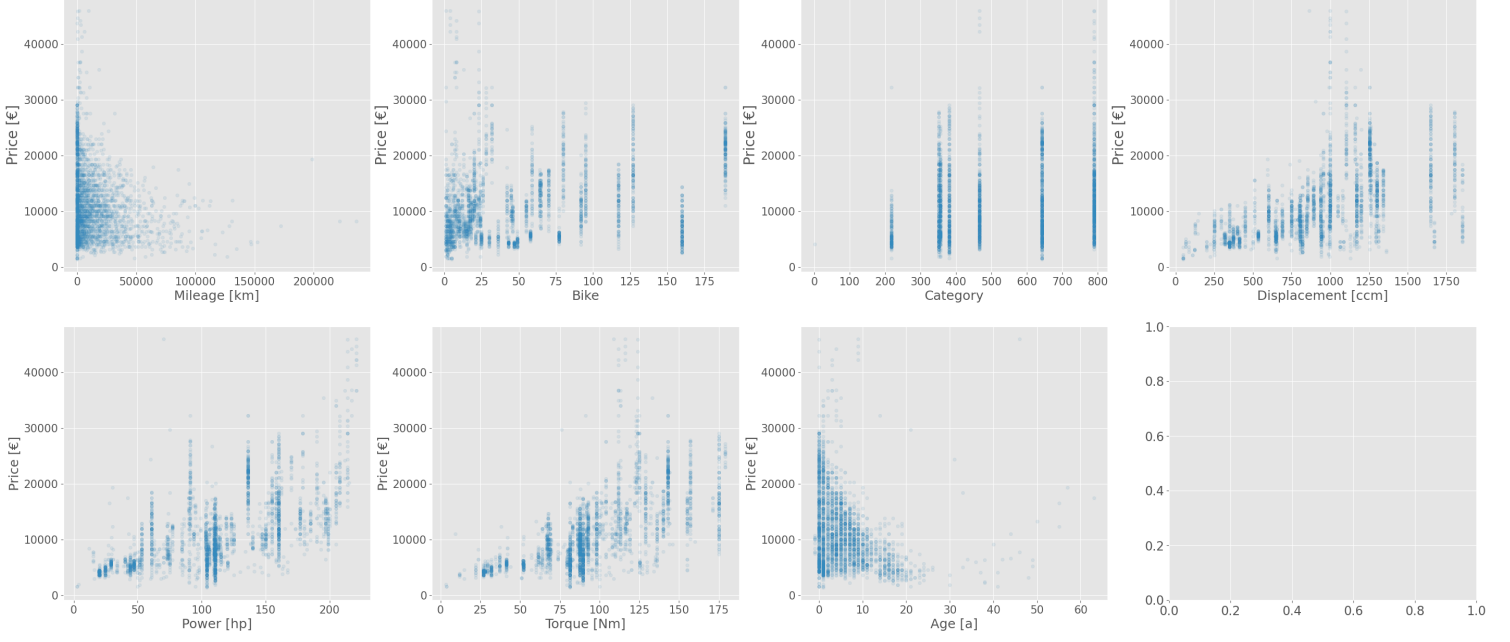 40000
30000
20000
10000
0
Price [€]
0 50000 100000 150000 200000
Mileage [km]
40000
30000
20000
10000
0
Price [€]
0 25 50 75 100 125 150 175
Bike
40000
30000
20000
10000
0
Price [€]
0 100 200 300 400 500 600 700 800
Category
40000
30000
20000
10000
0
Price [€]
0 250 500 750 1000 1250 1500 1750
Displacement [ccm]
40000
30000
20000
10000
0
Price [€]
0 50 100 150 200
Power [hp]
40000
30000
20000
10000
0
Price [€]
0 25 50 75 100 125 150 175
Torque [Nm]
40000
30000
20000
10000
0
Price [€]
0 10 20 30 40 50 60
Age [a]
1.0
0.8
0.6
0.4
0.2
0.0
0.0 0.2 0.4 0.6 0.8 1.0